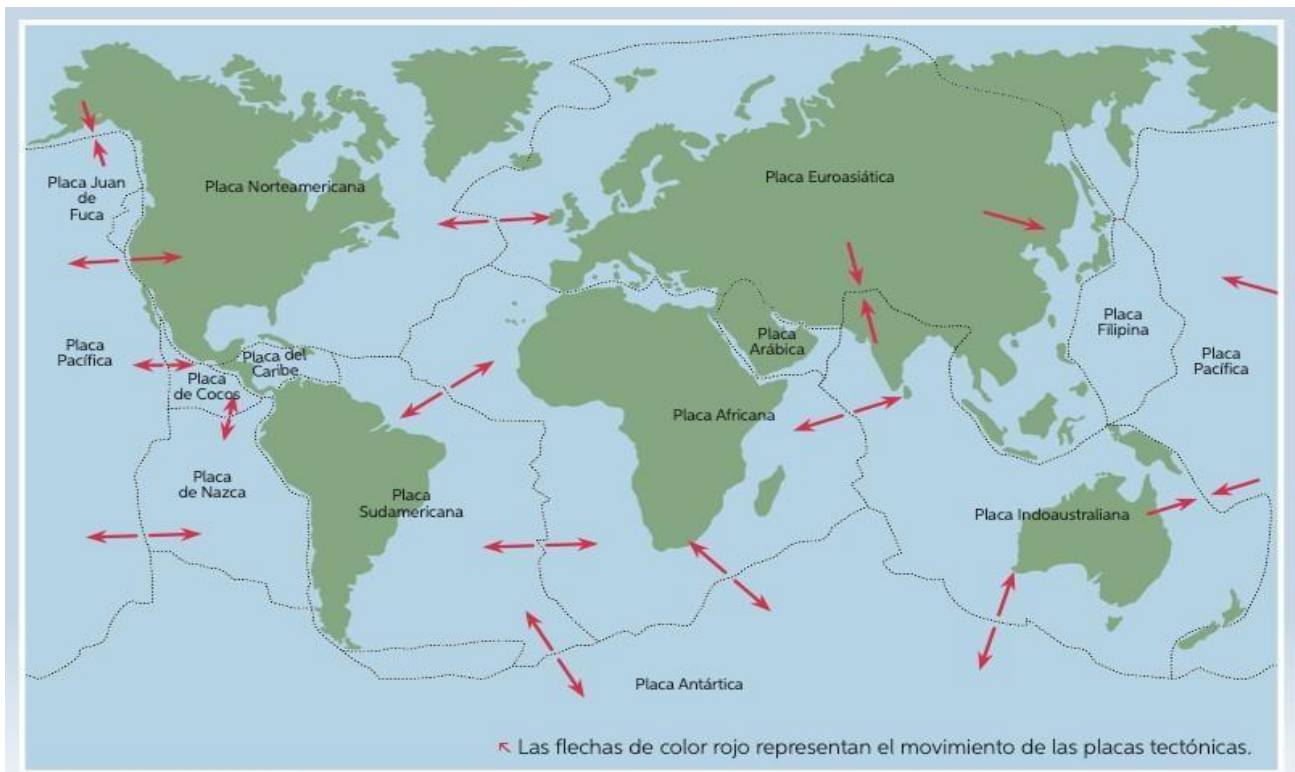 Placa Juan
de
Fuca
Placa Norteamericana
Placa Euroasiática
Placa
Pacífica
Placa
de Cocos
Placa del
Caribe
Placa
Arábica
Placa
Filipina
Placa
Pacífica
Placa Africana
Placa
de Nazca
Placa
Sudamericana
Placa Indoaustraliana
Placa Antártica
Las flechas de color rojo representan el movimiento de las placas tectónicas.